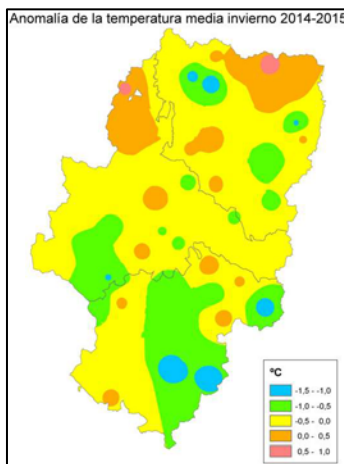 Anomalía de la temperatura media invierno 2014-2015
ºC
-1,5 - -1,0
-1,0 - -0,5
-0,5 - 0,0
0,0 - 0,5
0,5 - 1,0